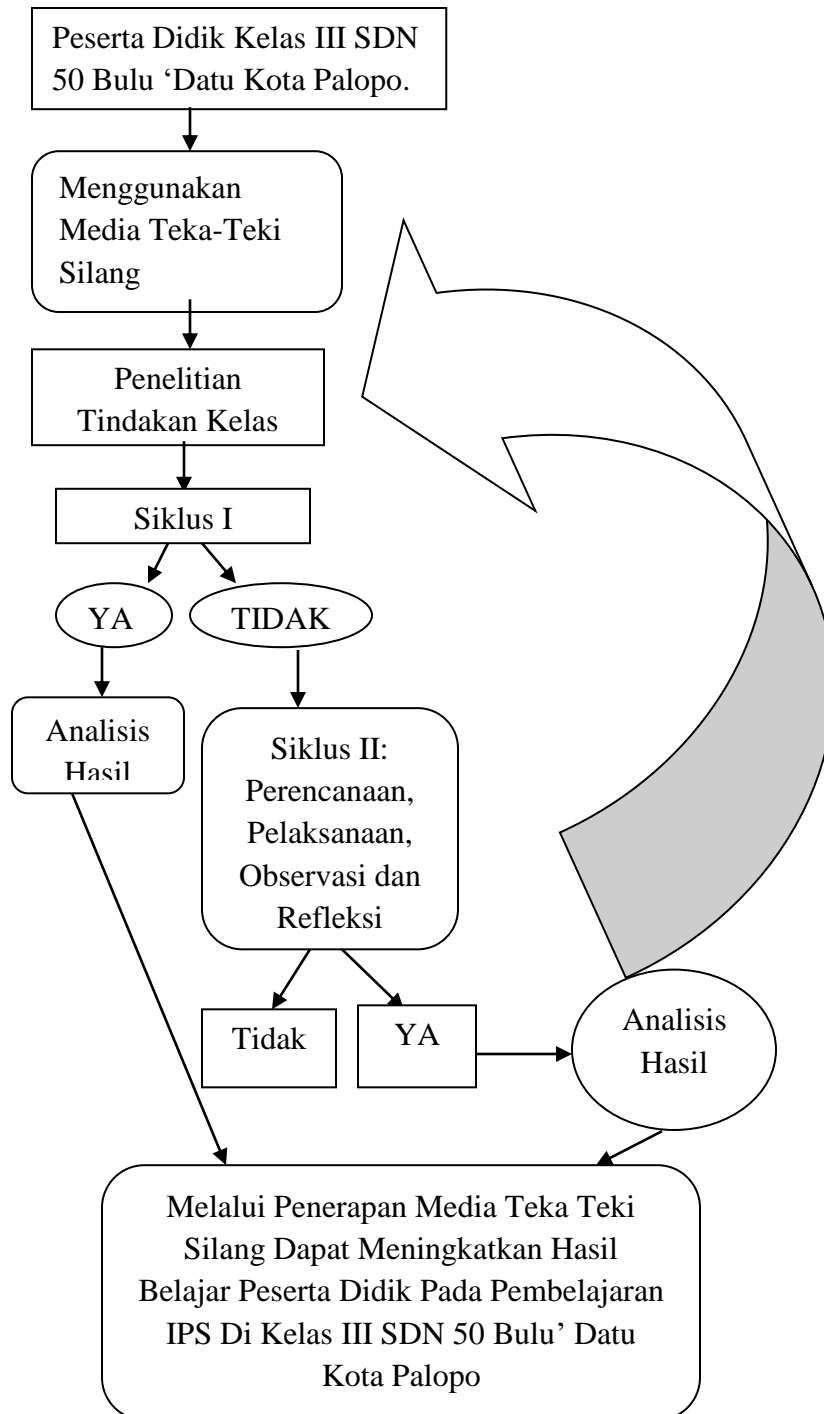 Peserta Didik Kelas III SDN
50 Bulu ‘Datu Kota Palopo.
Menggunakan
Media Teka-Teki
Silang
Penelitian
Tindakan Kelas
Siklus I
YA
TIDAK
Analisis
Hasil
Siklus II:
Perencanaan,
Pelaksanaan,
Observasi dan
Refleksi
Tidak
YA
Analisis
Hasil
Melalui Penerapan Media Teka Teki
Silang Dapat Meningkatkan Hasil
Belajar Peserta Didik Pada Pembelajaran
IPS Di Kelas III SDN 50 Bulu’ Datu
Kota Palopo